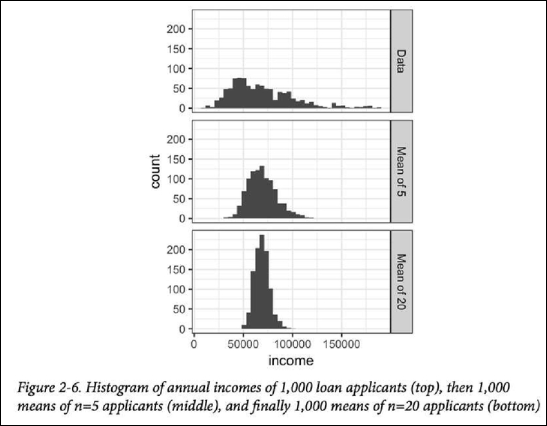 200
150
100
50
0
Data
200
150
100
50
0
Mean of 5
200
150
100
50
0
Mean of 20
count
0 50000 100000 150000
income
Figure 2-6. Histogram of annual incomes of 1,000 loan applicants (top), then 1,000
means of n=5 applicants (middle), and finally 1,000 means of n=20 applicants (bottom)